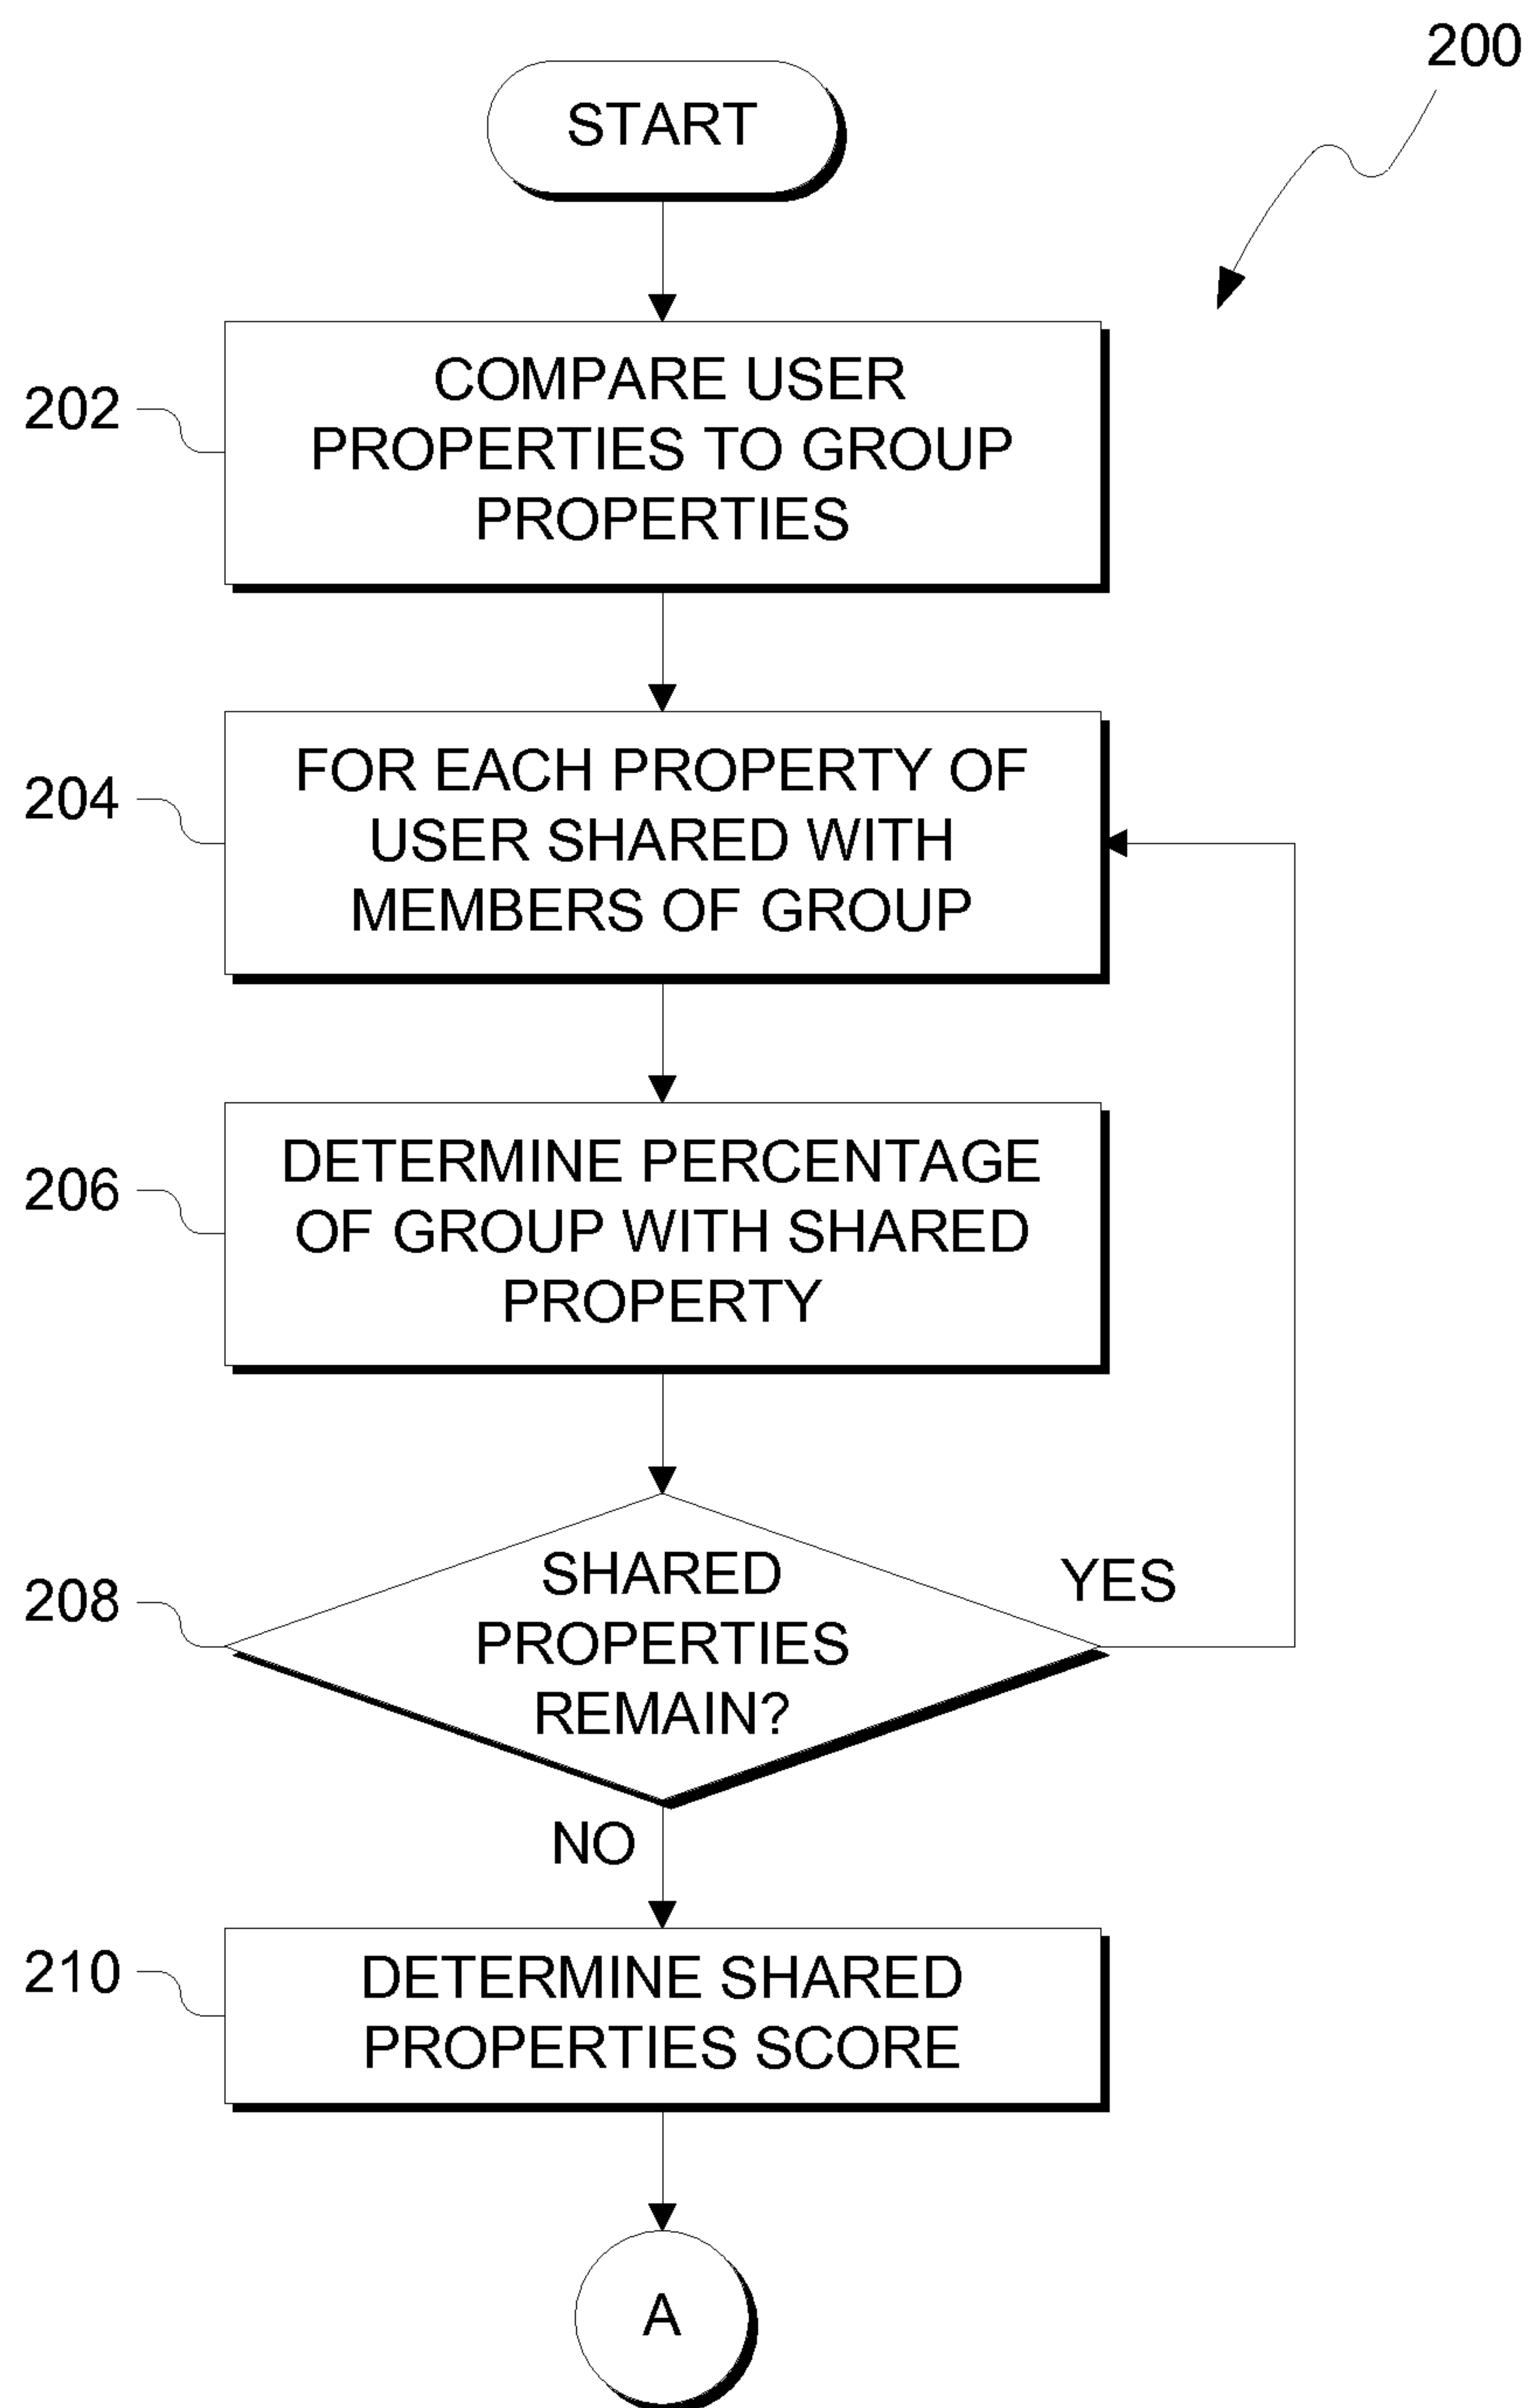 200
START
202
COMPARE USER
PROPERTIES TO GROUP
PROPERTIES
204
FOR EACH PROPERTY OF
USER SHARED WITH
MEMBERS OF GROUP
206
DETERMINE PERCENTAGE
OF GROUP WITH SHARED
PROPERTY
208
SHARED
PROPERTIES
REMAIN?
YES
NO
210
DETERMINE SHARED
PROPERTIES SCORE
A